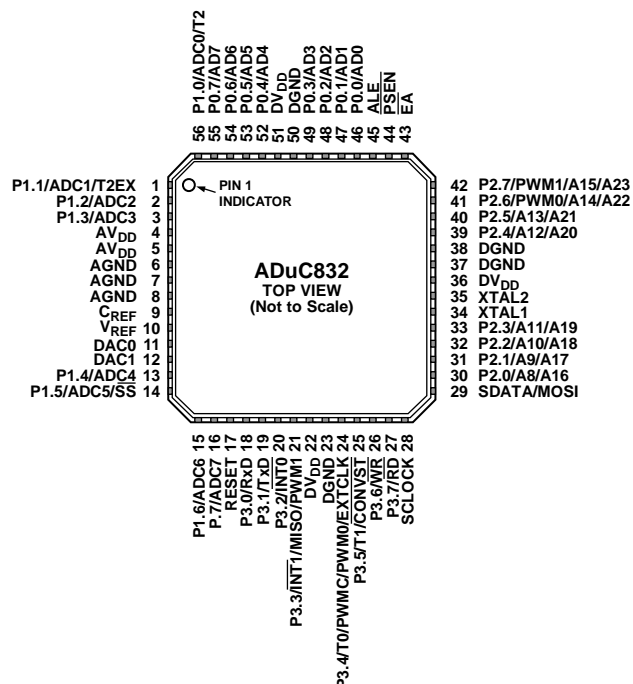 56 P1.0/ADC0/T2
55 P0.7/AD7
54 P0.6/AD6
53 P0.5/AD5
52 P0.4/AD4
51 DVDD
50 DGND
49 P0.3/AD3
48 P0.2/AD2
47 P0.1/AD1
46 P0.0/AD0
45 ALE
44 PSEN
43 EA
P1.1/ADC1/T2EX 1
P1.2/ADC2 2
P1.3/ADC3 3
AVDD 4
AVDD 5
AGND 6
AGND 7
AGND 8
CREF 9
VREF 10
DAC0 11
DAC1 12
P1.4/ADC4 13
P1.5/ADC5/SS 14
PIN 1
INDICATOR
ADuC832
TOP VIEW
(Not to Scale)
42 P2.7/PWM1/A15/A23
41 P2.6/PWM0/A14/A22
40 P2.5/A13/A21
39 P2.4/A12/A20
38 DGND
37 DGND
36 DVDD
35 XTAL2
34 XTAL1
33 P2.3/A11/A19
32 P2.2/A10/A18
31 P2.1/A9/A17
30 P2.0/A8/A16
29 SDATA/MOSI
P1.6/ADC6 15
P.7/ADC7 16
RESET 17
P3.0/RxD 18
P3.1/TxD 19
P3.2/INT0 20
P3.3/INT1/MISO/PWM1 21
DVDD 22
DGND 23
P3.4/T0/PWMC/PWM0/EXTCLK 24
P3.5/T1/CONVST 25
P3.6/WR 26
P3.7/RD 27
SCLOCK 28